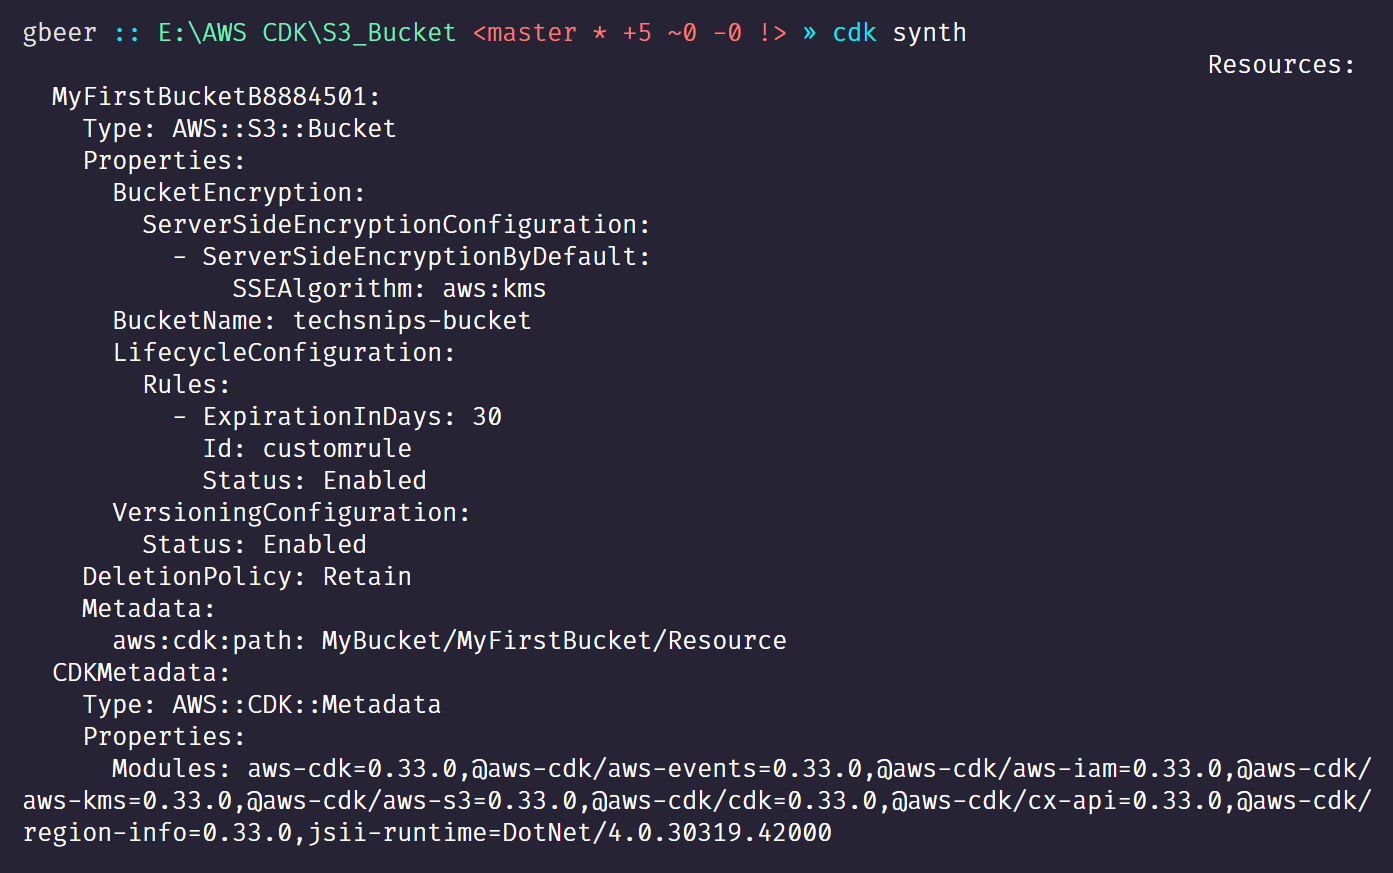 gbeer :: E:\AWS CDK\S3_Bucket <master * +5 ~0 -0 !> » cdk synth
Resources:
MyFirstBucketB8884501:
Type: AWS::S3::Bucket
Properties:
BucketEncryption:
ServerSideEncryptionConfiguration:
- ServerSideEncryptionByDefault:
SSEAlgorithm: aws:kms
BucketName: techsnips-bucket
LifecycleConfiguration:
Rules:
- ExpirationInDays: 30
Id: customrule
Status: Enabled
VersioningConfiguration:
Status: Enabled
DeletionPolicy: Retain
Metadata:
aws:cdk:path: MyBucket/MyFirstBucket/Resource
CDKMetadata:
Type: AWS::CDK::Metadata
Properties:
Modules: aws-cdk=0.33.0,@aws-cdk/aws-events=0.33.0,@aws-cdk/aws-iam=0.33.0,@aws-cdk/
aws-kms=0.33.0,@aws-cdk/aws-s3=0.33.0,@aws-cdk/cdk=0.33.0,@aws-cdk/cx-api=0.33.0,@aws-cdk/
region-info=0.33.0,jsii-runtime=DotNet/4.0.30319.42000